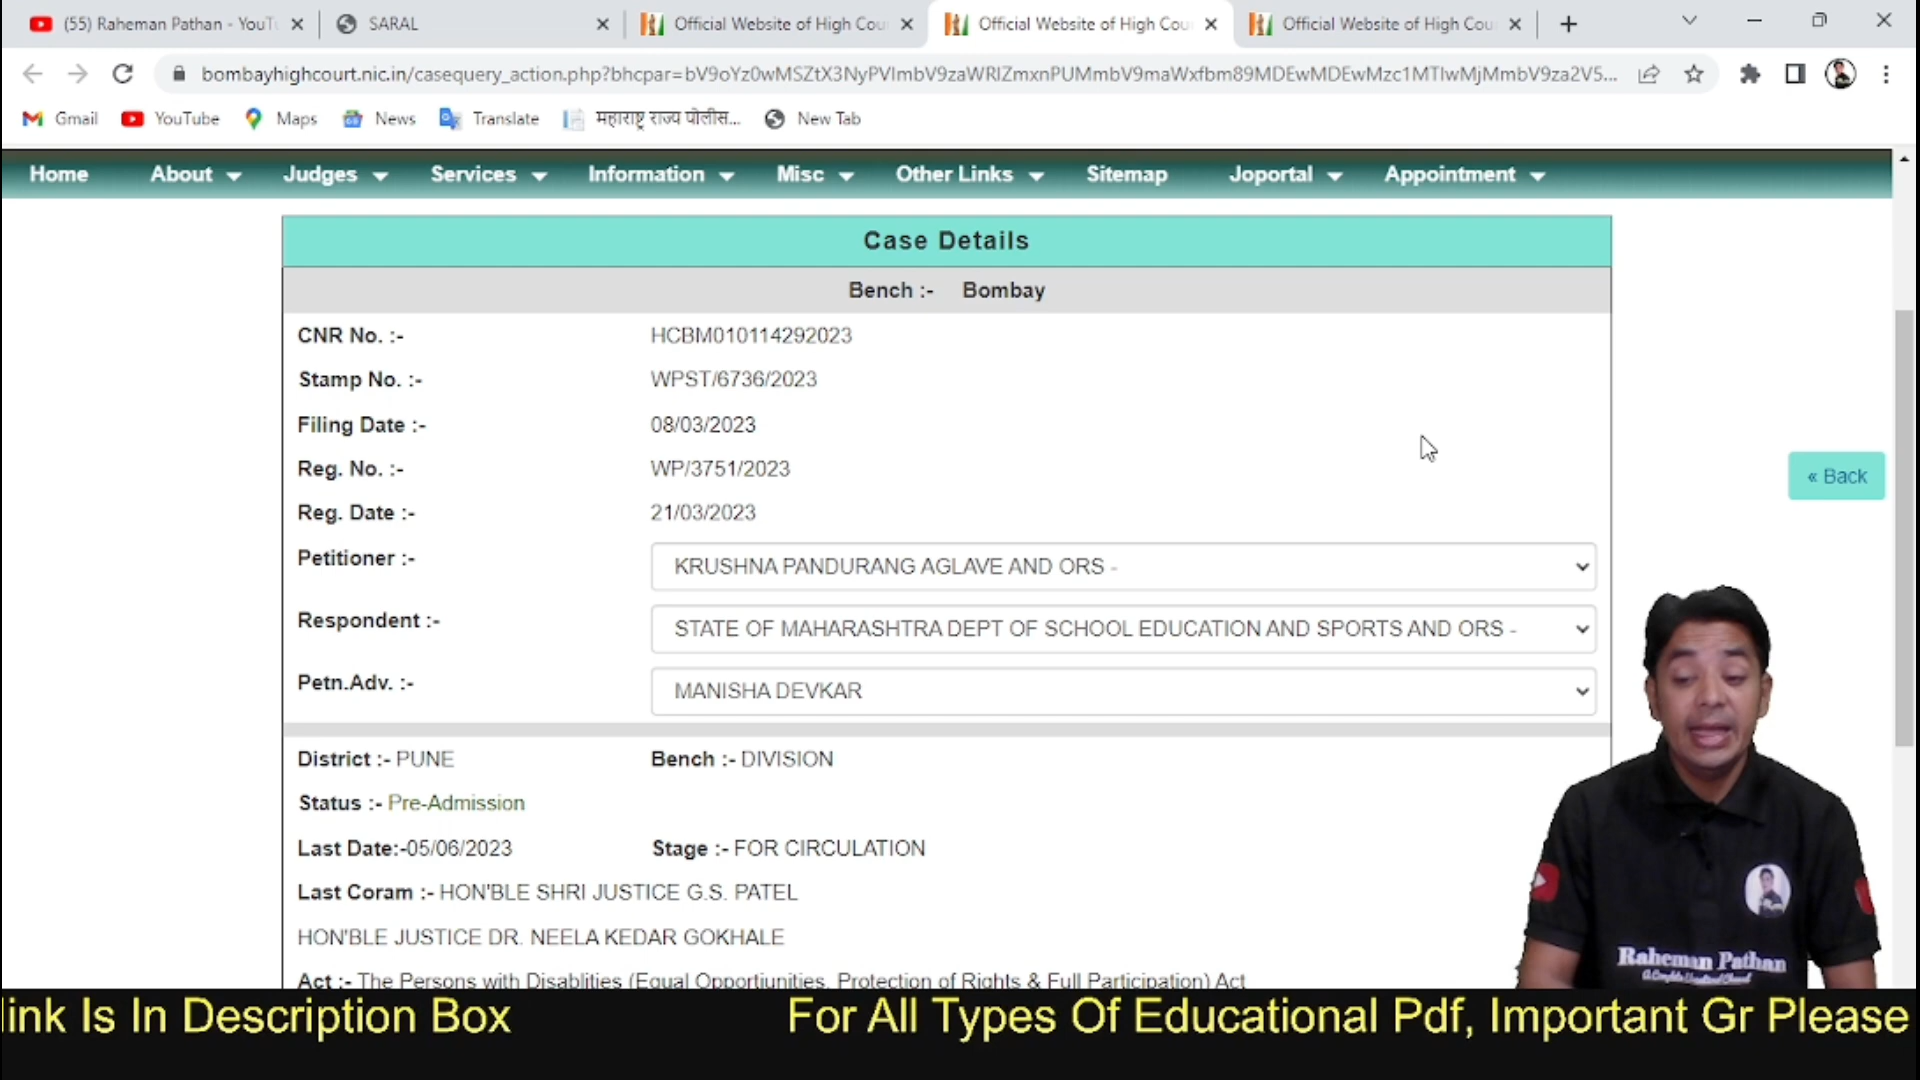 (55) Raheman Pathan - YouT
SARAL
Official Website of High Cou
Official Website of High Cou
Official Website of High Cou
bombayhighcourt.nic.in/casequery_action.php?bhcpar=bV9oYz0wMSZtX3NyPVImbV9zaWRlZmxnPUMmbV9maWxfbm89MDEwMDEwMzc1MTIwMjMmbV9za2V5...
Gmail
YouTube
Maps
News
Translate
महाराष्ट्र राज्य पोलीस...
New Tab
Home About Judges Services Information Misc Other Links Sitemap Joportal Appointment
Case Details
Bench :- Bombay
CNR No. :- HCBM010114292023
Stamp No. :- WPST/6736/2023
Filing Date :- 08/03/2023
Reg. No. :- WP/3751/2023
Reg. Date :- 21/03/2023
« Back
Petitioner :- KRUSHNA PANDURANG AGLAVE AND ORS -
Respondent :- STATE OF MAHARASHTRA DEPT OF SCHOOL EDUCATION AND SPORTS AND ORS -
Petn.Adv. :- MANISHA DEVKAR
District :- PUNE Bench :- DIVISION
Status :- Pre-Admission
Last Date:-05/06/2023 Stage :- FOR CIRCULATION
Last Coram :- HON'BLE SHRI JUSTICE G.S. PATEL
HON'BLE JUSTICE DR. NEELA KEDAR GOKHALE
Act :- The Persons with Disablities (Equal Opportiunities, Protection of Rights & Full Participation) Act
Raheman Pathan
link Is In Description Box For All Types Of Educational Pdf, Important Gr Please